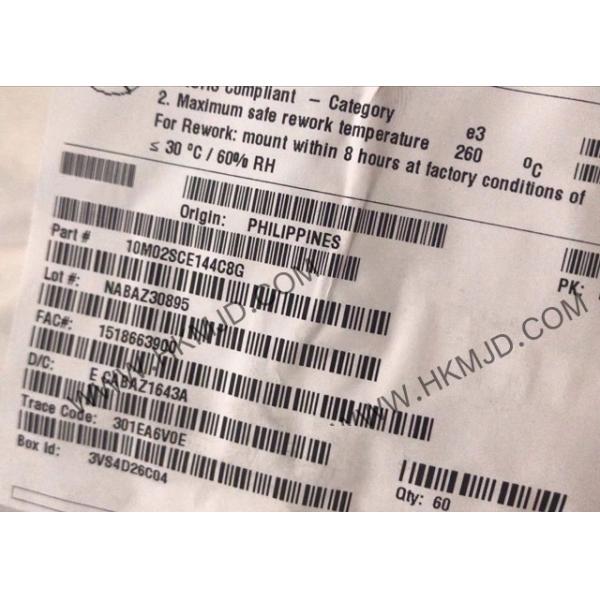 RoHS Compliant – Category e3
2. Maximum safe rework temperature 260 °C
For Rework: mount within 8 hours at factory conditions of
≤ 30 °C / 60% RH
Origin: PHILIPPINES
Part # 10M02SCE144C8G
PK:
Lot #: NABAZ30895
FAC#: 1518663900
D/C: E CABAZ1643A
Trace Code: 301EA6V0E
Box Id: 3VS4D26C04
Qty: 60
WWW.HKMJD.COM
WWW.HKMJD.COM